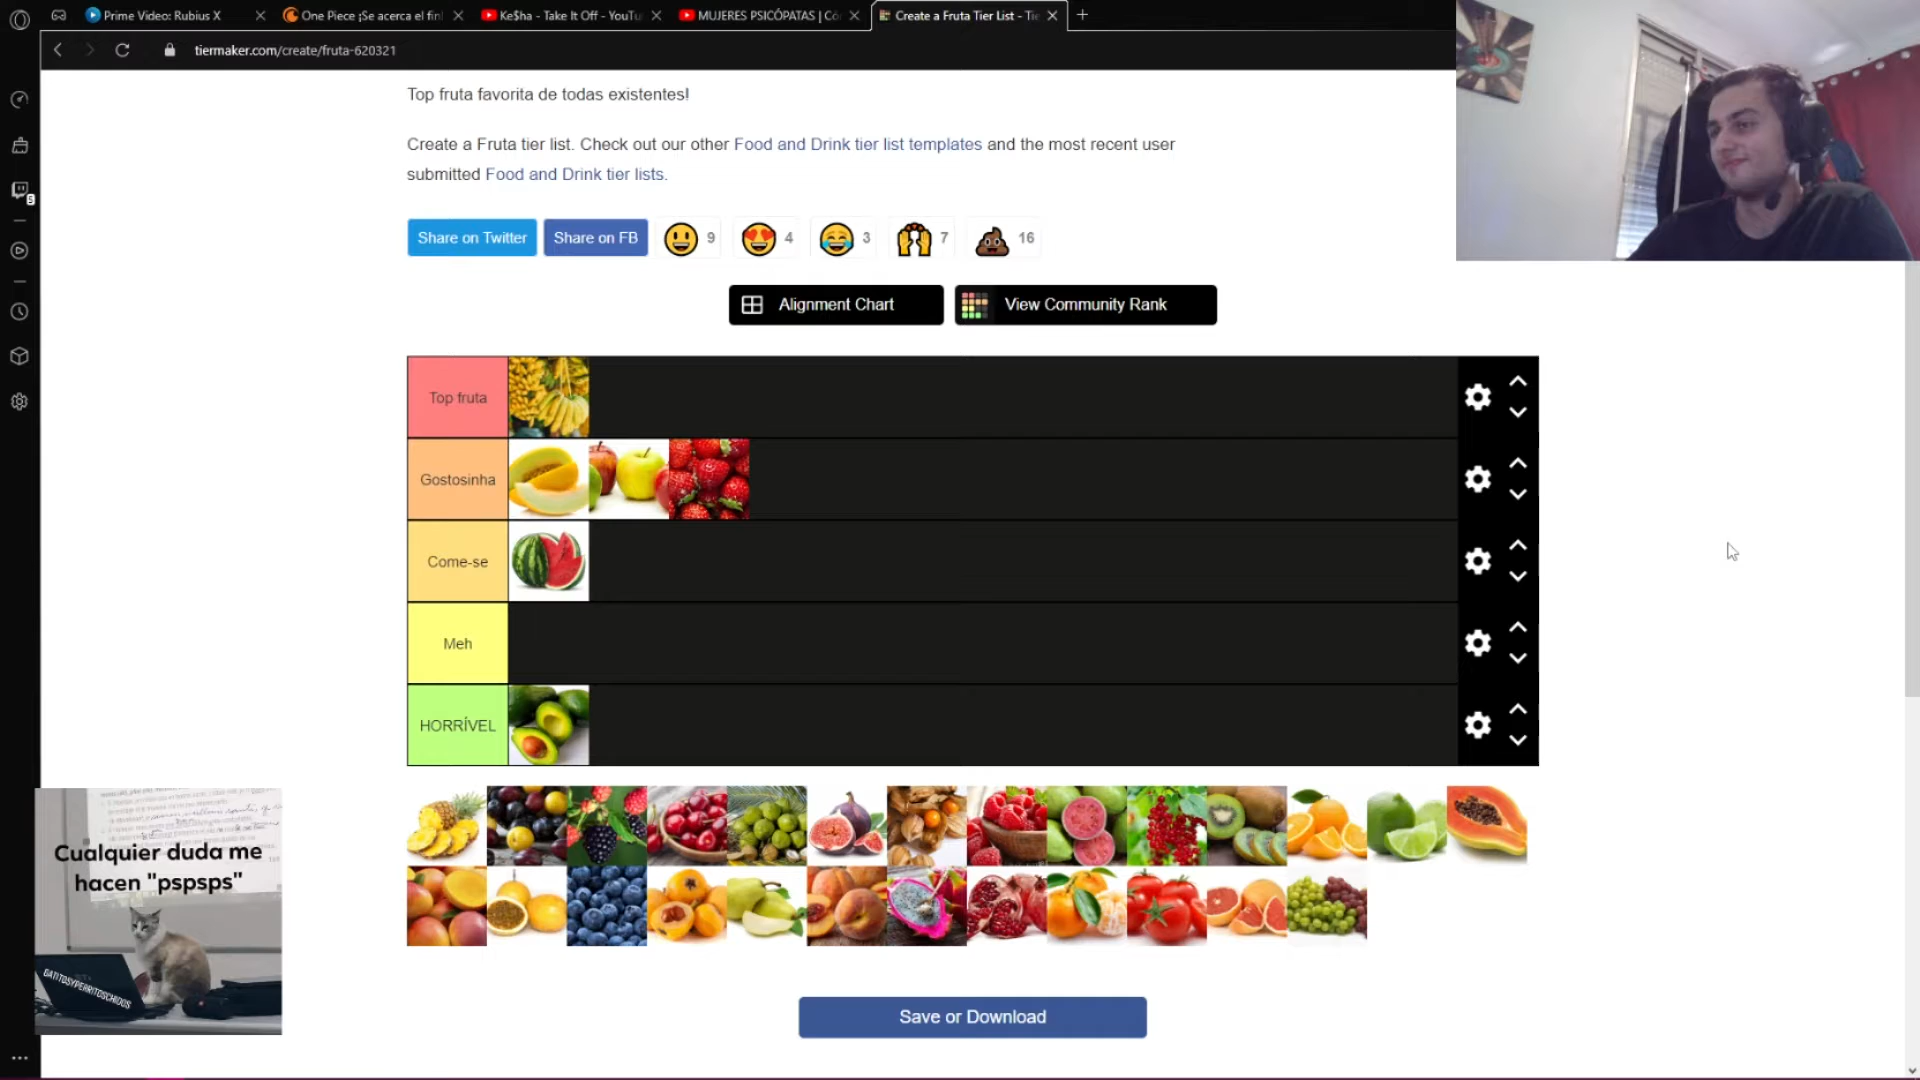 Prime Video: Rubius X
One Piece ¡Se acerca el fin!
Ke$ha - Take It Off - YouTu
MUJERES PSICÓPATAS | Có
Create a Fruta Tier List - Tie
tiermaker.com/create/fruta-620321
Top fruta favorita de todas existentes!
Create a Fruta tier list. Check out our other Food and Drink tier list templates and the most recent user
submitted Food and Drink tier lists.
Share on Twitter
Share on FB
9
4
3
7
16
Alignment Chart
View Community Rank
Top fruta
Gostosinha
Come-se
Meh
HORRÍVEL
Cualquier duda me
hacen "pspsps"
GATITOSYPERRITOSCHIDOS
Save or Download
5